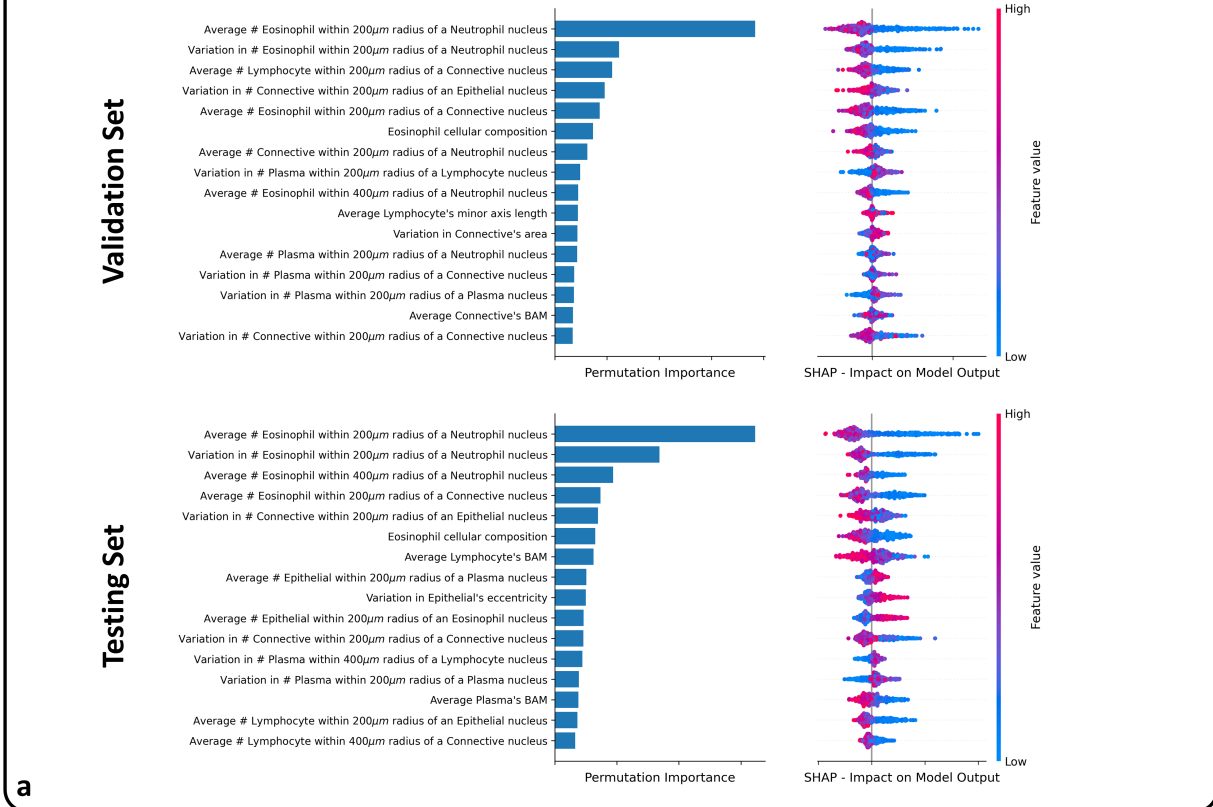 Validation Set
Average # Eosinophil within 200μm radius of a Neutrophil nucleus
Variation in # Eosinophil within 200μm radius of a Neutrophil nucleus
Average # Lymphocyte within 200μm radius of a Connective nucleus
Variation in # Connective within 200μm radius of an Epithelial nucleus
Average # Eosinophil within 200μm radius of a Connective nucleus
Eosinophil cellular composition
Average # Connective within 200μm radius of a Neutrophil nucleus
Variation in # Plasma within 200μm radius of a Lymphocyte nucleus
Average # Eosinophil within 400μm radius of a Neutrophil nucleus
Average Lymphocyte's minor axis length
Variation in Connective's area
Average # Plasma within 200μm radius of a Neutrophil nucleus
Variation in # Plasma within 200μm radius of a Connective nucleus
Variation in # Plasma within 200μm radius of a Plasma nucleus
Average Connective's BAM
Variation in # Connective within 200μm radius of a Connective nucleus
Permutation Importance
SHAP - Impact on Model Output
High
Feature value
Low
Testing Set
Average # Eosinophil within 200μm radius of a Neutrophil nucleus
Variation in # Eosinophil within 200μm radius of a Neutrophil nucleus
Average # Eosinophil within 400μm radius of a Neutrophil nucleus
Average # Eosinophil within 200μm radius of a Connective nucleus
Variation in # Connective within 200μm radius of an Epithelial nucleus
Eosinophil cellular composition
Average Lymphocyte's BAM
Average # Epithelial within 200μm radius of a Plasma nucleus
Variation in Epithelial's eccentricity
Average # Epithelial within 200μm radius of an Eosinophil nucleus
Variation in # Connective within 200μm radius of a Connective nucleus
Variation in # Plasma within 400μm radius of a Lymphocyte nucleus
Variation in # Plasma within 200μm radius of a Plasma nucleus
Average Plasma's BAM
Average # Lymphocyte within 200μm radius of an Epithelial nucleus
Average # Lymphocyte within 400μm radius of a Connective nucleus
Permutation Importance
SHAP - Impact on Model Output
High
Feature value
Low
a